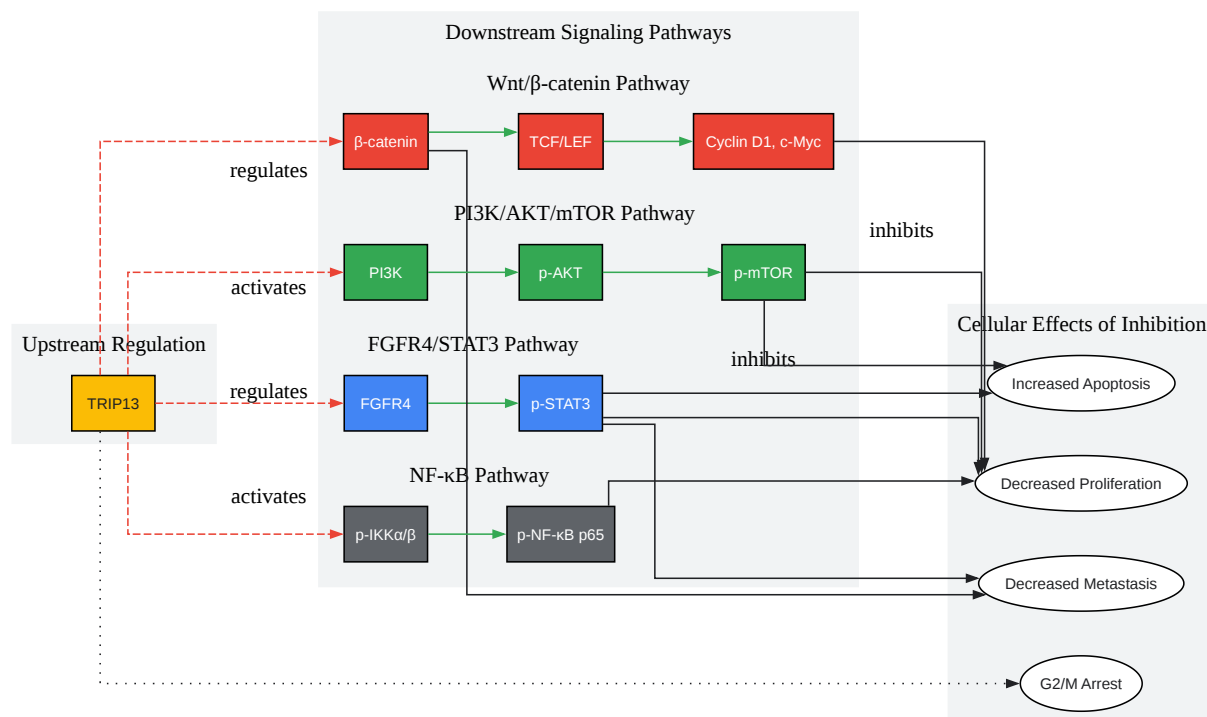 Downstream Signaling Pathways
Wnt/β-catenin Pathway
β-catenin
TCF/LEF
Cyclin D1, c-Myc
regulates
PI3K/AKT/mTOR Pathway
inhibits
PI3K
p-AKT
p-mTOR
activates
Cellular Effects of Inhibition
Upstream Regulation
FGFR4/STAT3 Pathway
inhibits
Increased Apoptosis
TRIP13
regulates
FGFR4
p-STAT3
NF-κB Pathway
Decreased Proliferation
activates
p-IKKα/β
p-NF-κB p65
Decreased Metastasis
G2/M Arrest